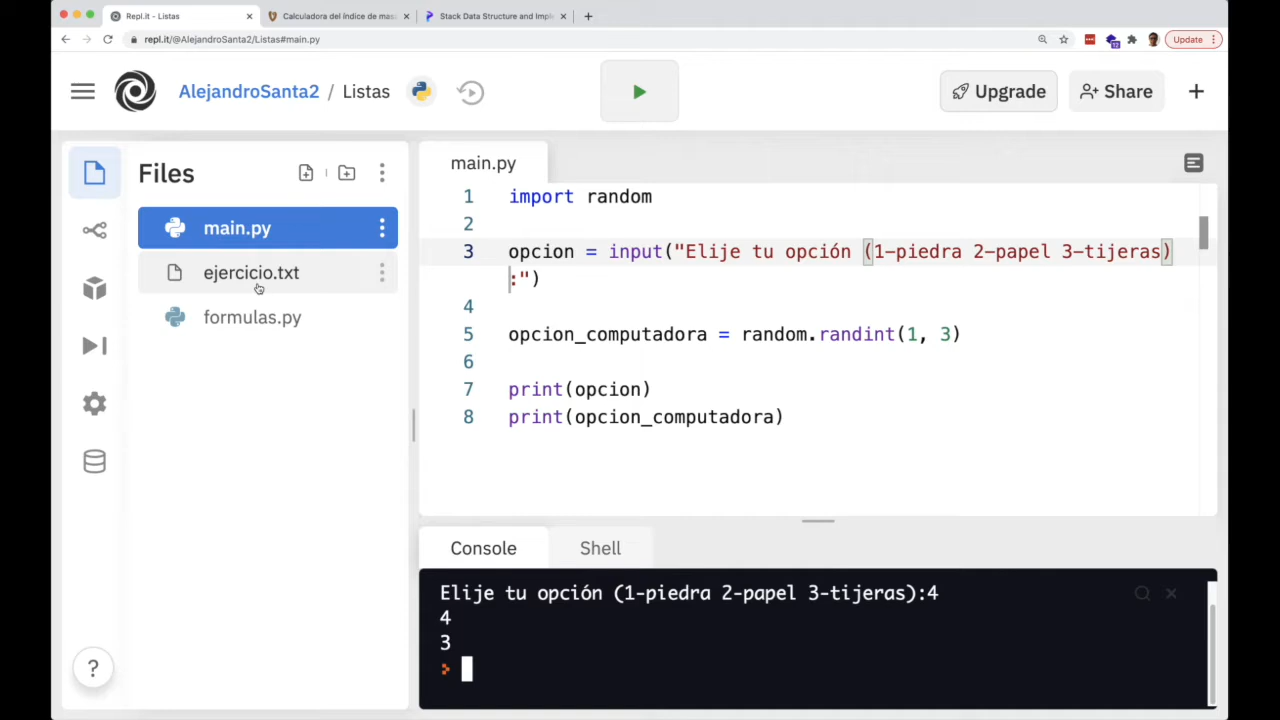 Repl.it - Listas
Calculadora del índice de mas
Stack Data Structure and Imple
repl.it/@AlejandroSanta2/Listas#main.py
12
Update
AlejandroSanta2 / Listas
Upgrade
Share
Files
main.py
ejercicio.txt
formulas.py
main.py
1 import random
2
3 opcion = input("Elije tu opción (1-piedra 2-papel 3-tijeras)
:")
4
5 opcion_computadora = random.randint(1, 3)
6
7 print(opcion)
8 print(opcion_computadora)
Console
Shell
Elije tu opción (1-piedra 2-papel 3-tijeras):4
4
3
?